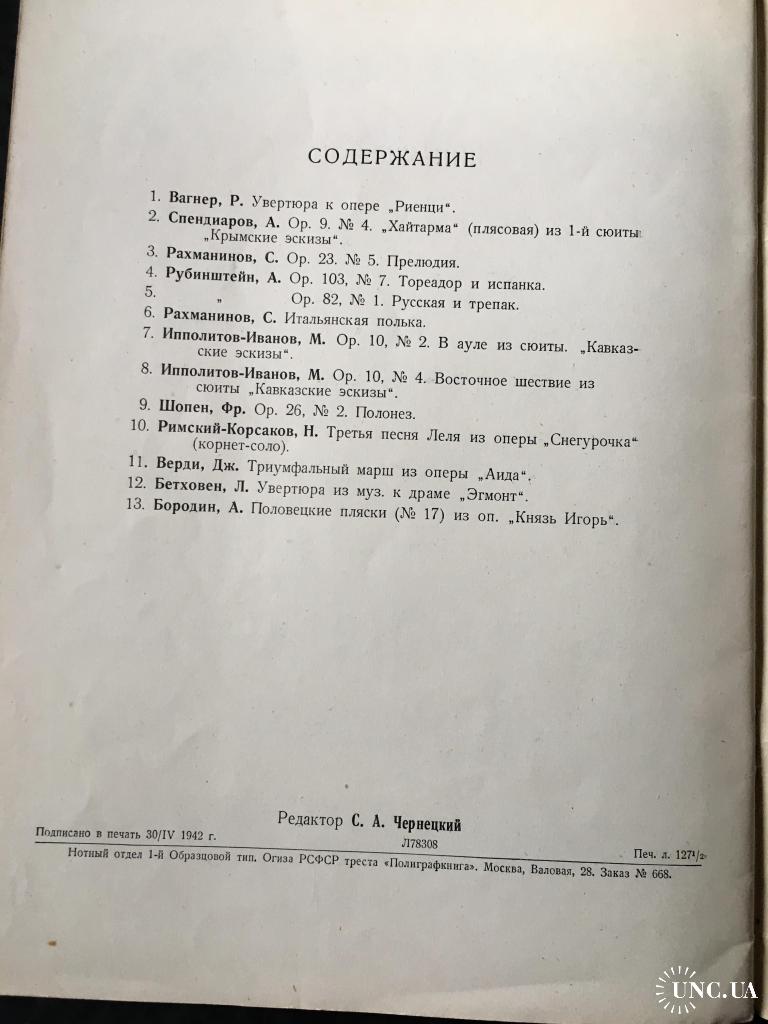 СОДЕРЖАНИЕ
1. Вагнер, Р. Увертюра к опере „Риенци“.
2. Спендиаров, А. Ор. 9. № 4. „Хайтарма“ (плясовая) из 1-й сюиты
„Крымские эскизы“.
3. Рахманинов, С. Ор. 23. № 5. Прелюдия.
4. Рубинштейн, А. Ор. 103, № 7. Тореадор и испанка.
5. „ Ор. 82, № 1. Русская и трепак.
6. Рахманинов, С. Итальянская полька.
7. Ипполитов-Иванов, М. Ор. 10, № 2. В ауле из сюиты. „Кавказ-
ские эскизы“.
8. Ипполитов-Иванов, М. Ор. 10, № 4. Восточное шествие из
сюиты „Кавказские эскизы“.
9. Шопен, Фр. Ор. 26, № 2. Полонез.
10. Римский-Корсаков, Н. Третья песня Леля из оперы „Снегурочка“
(корнет-соло).
11. Верди, Дж. Триумфальный марш из оперы „Аида“.
12. Бетховен, Л. Увертюра из муз. к драме „Эгмонт“.
13. Бородин, А. Половецкие пляски (№ 17) из оп. „Князь Игорь“.
Редактор С. А. Чернецкий
Подписано в печать 30/IV 1942 г. Л78308 Печ. л. 127¹/₂.
Нотный отдел 1-й Образцовой тип. Огиза РСФСР треста «Полиграфкнига». Москва, Валовая, 28. Заказ № 668.
UNC.UA